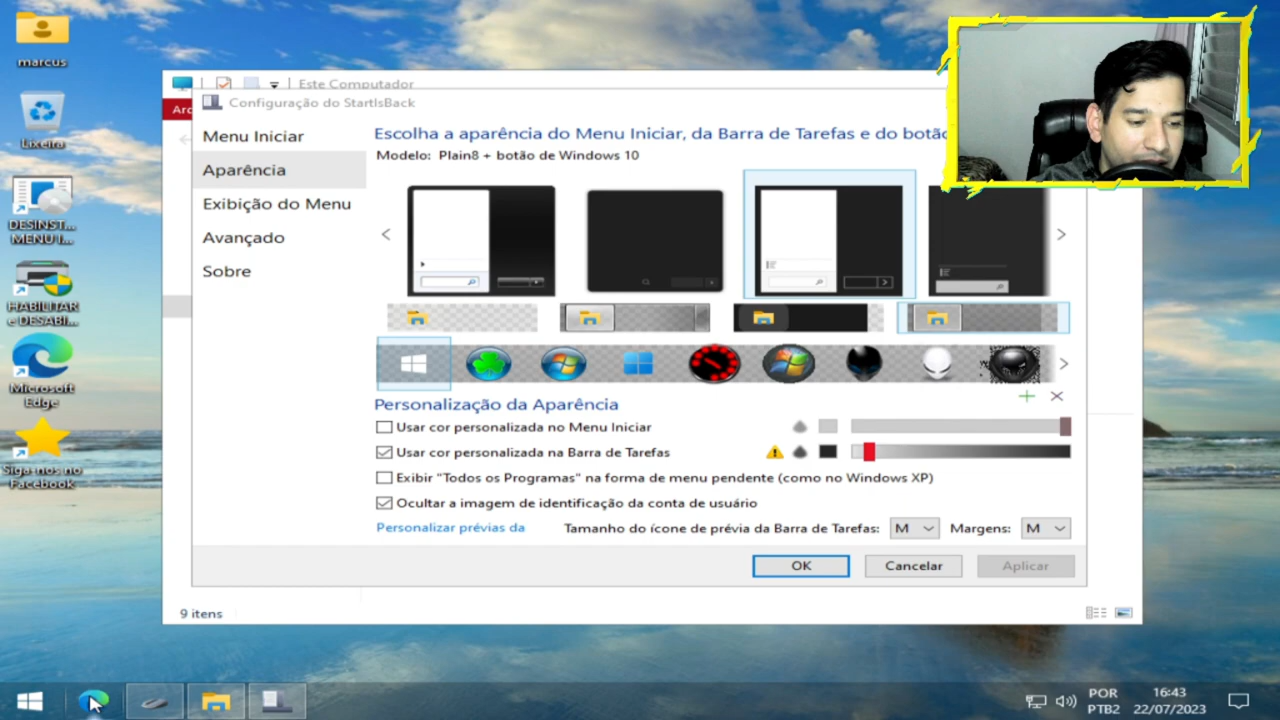 marcus
Lixeira
DESINST...
MENU I...
HABILITAR
e DESABI...
Microsoft
Edge
Siga-nos no
Facebook
Este Computador
Configuração do StartIsBack
Menu Iniciar
Aparência
Exibição do Menu
Avançado
Sobre
Escolha a aparência do Menu Iniciar, da Barra de Tarefas e do
Modelo: Plain8 + botão de Windows 10
Personalização da Aparência
Usar cor personalizada no Menu Iniciar
Usar cor personalizada na Barra de Tarefas
Exibir "Todos os Programas" na forma de menu pendente (como no Windows XP)
Ocultar a imagem de identificação da conta de usuário
Personalizar prévias da
Tamanho do ícone de prévia da Barra de Tarefas: M Margens: M
OK Cancelar Aplicar
9 itens
POR
PTB2
16:43
22/07/2023